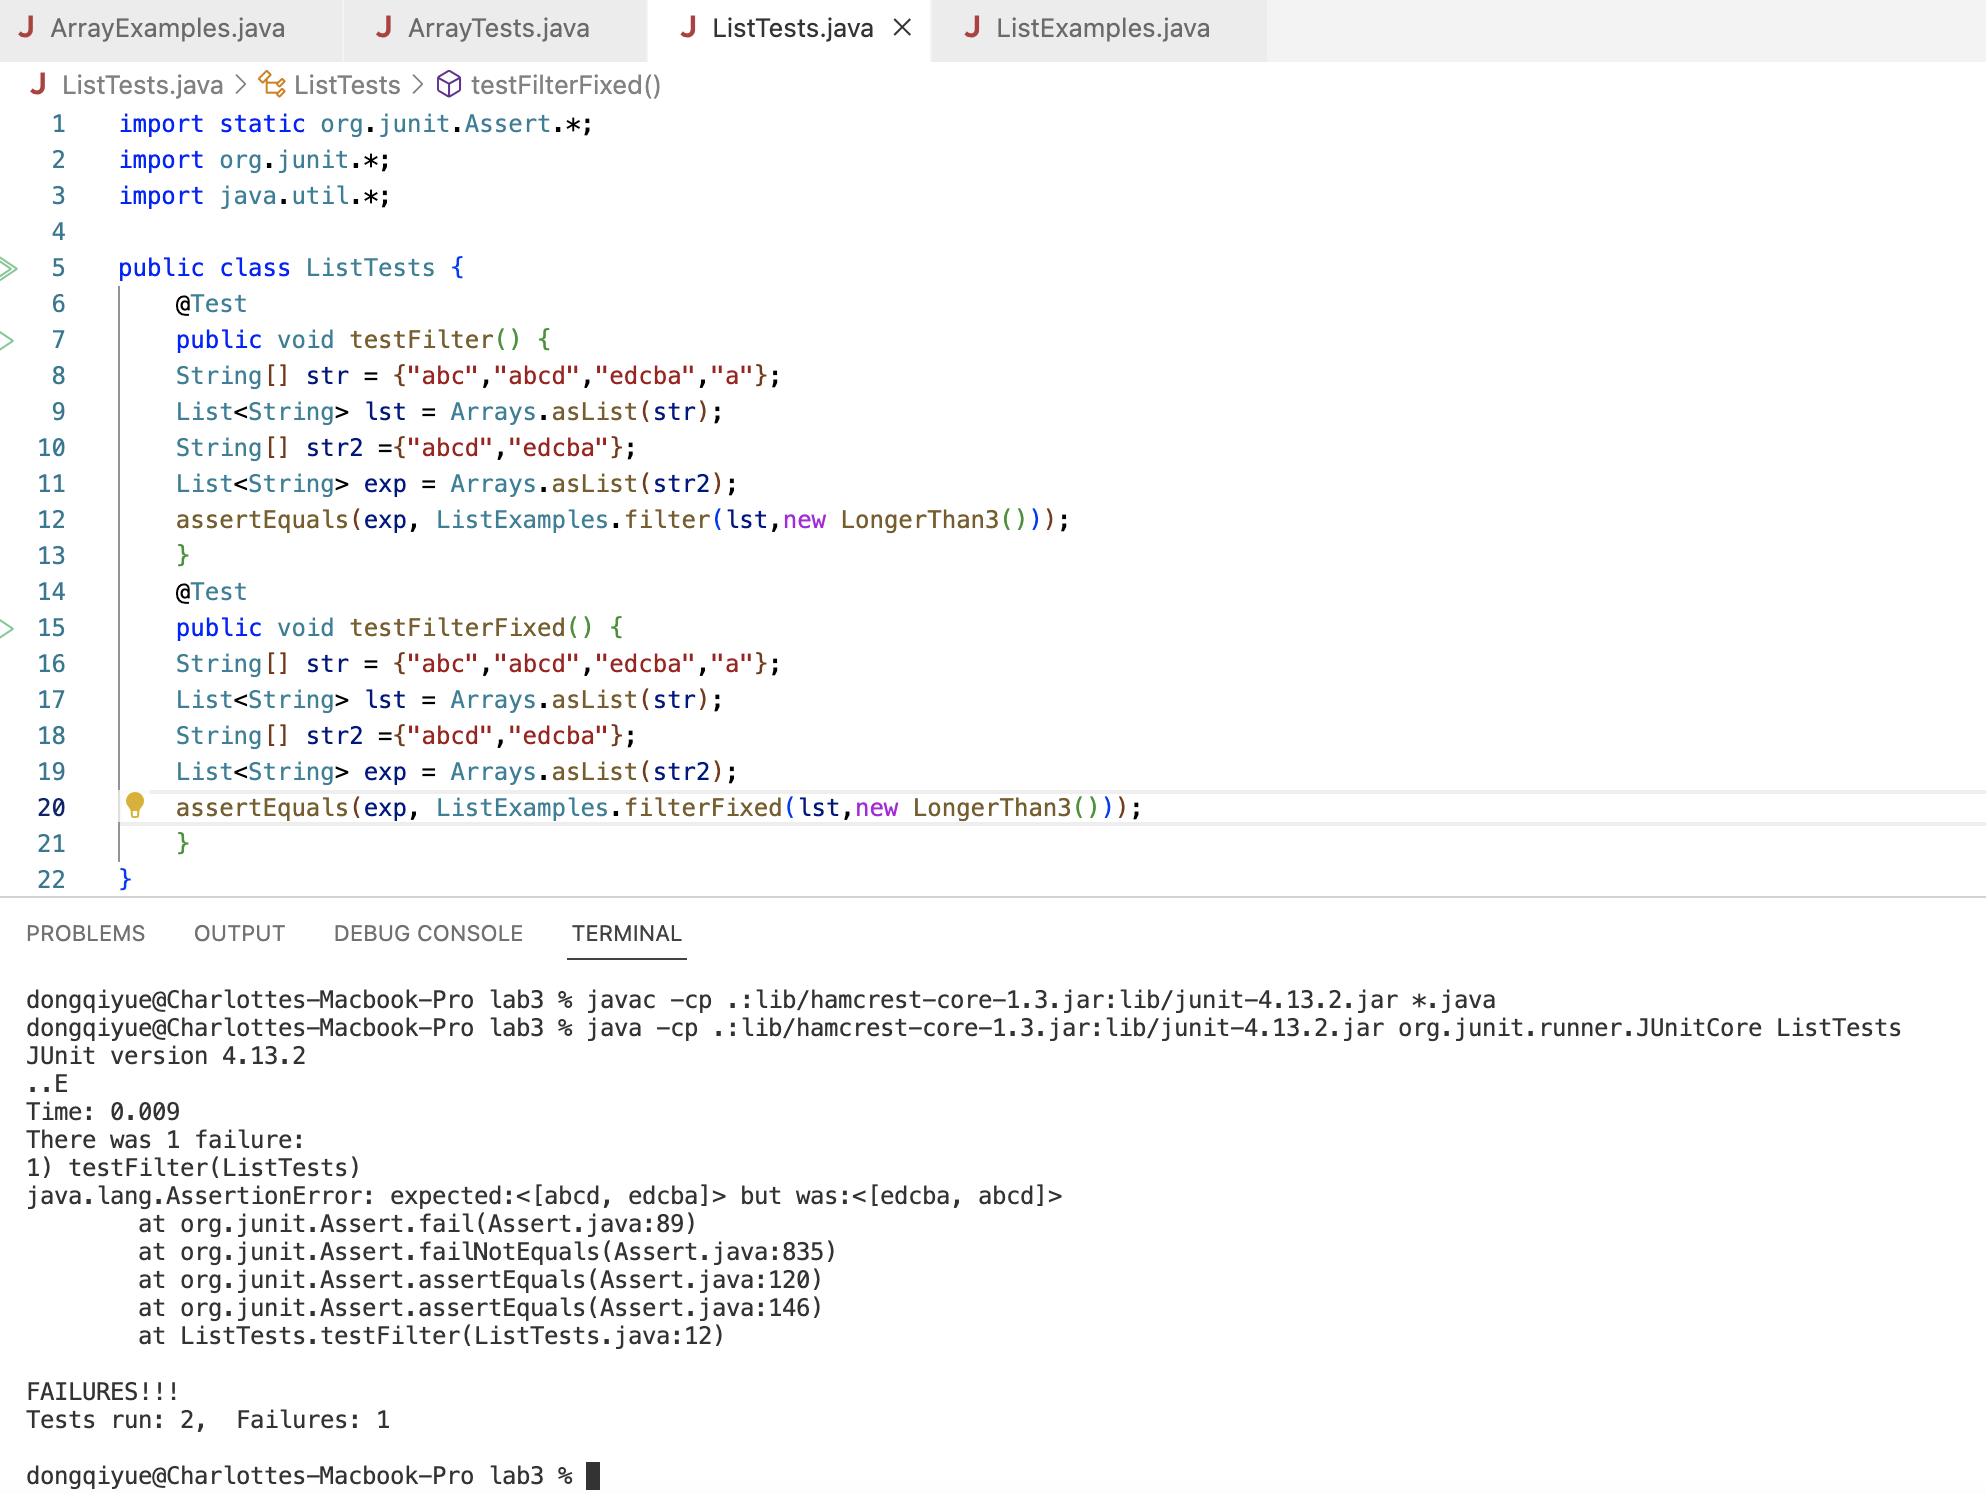 ArrayExamples.java
ArrayTests.java
ListTests.java
ListExamples.java
ListTests.java > ListTests > testFilterFixed()
1 import static org.junit.Assert.*;
2 import org.junit.*;
3 import java.util.*;
4
5 public class ListTests {
6 @Test
7 public void testFilter() {
8 String[] str = {"abc","abcd","edcba","a"};
9 List<String> lst = Arrays.asList(str);
10 String[] str2 ={"abcd","edcba"};
11 List<String> exp = Arrays.asList(str2);
12 assertEquals(exp, ListExamples.filter(lst,new LongerThan3()));
13 }
14 @Test
15 public void testFilterFixed() {
16 String[] str = {"abc","abcd","edcba","a"};
17 List<String> lst = Arrays.asList(str);
18 String[] str2 ={"abcd","edcba"};
19 List<String> exp = Arrays.asList(str2);
20 assertEquals(exp, ListExamples.filterFixed(lst,new LongerThan3()));
21 }
22 }
PROBLEMS OUTPUT DEBUG CONSOLE TERMINAL
dongqiyue@Charlottes-Macbook-Pro lab3 % javac -cp .:lib/hamcrest-core-1.3.jar:lib/junit-4.13.2.jar *.java
dongqiyue@Charlottes-Macbook-Pro lab3 % java -cp .:lib/hamcrest-core-1.3.jar:lib/junit-4.13.2.jar org.junit.runner.JUnitCore ListTests
JUnit version 4.13.2
..E
Time: 0.009
There was 1 failure:
1) testFilter(ListTests)
java.lang.AssertionError: expected:<[abcd, edcba]> but was:<[edcba, abcd]>
at org.junit.Assert.fail(Assert.java:89)
at org.junit.Assert.failNotEquals(Assert.java:835)
at org.junit.Assert.assertEquals(Assert.java:120)
at org.junit.Assert.assertEquals(Assert.java:146)
at ListTests.testFilter(ListTests.java:12)
FAILURES!!!
Tests run: 2,  Failures: 1
dongqiyue@Charlottes-Macbook-Pro lab3 %